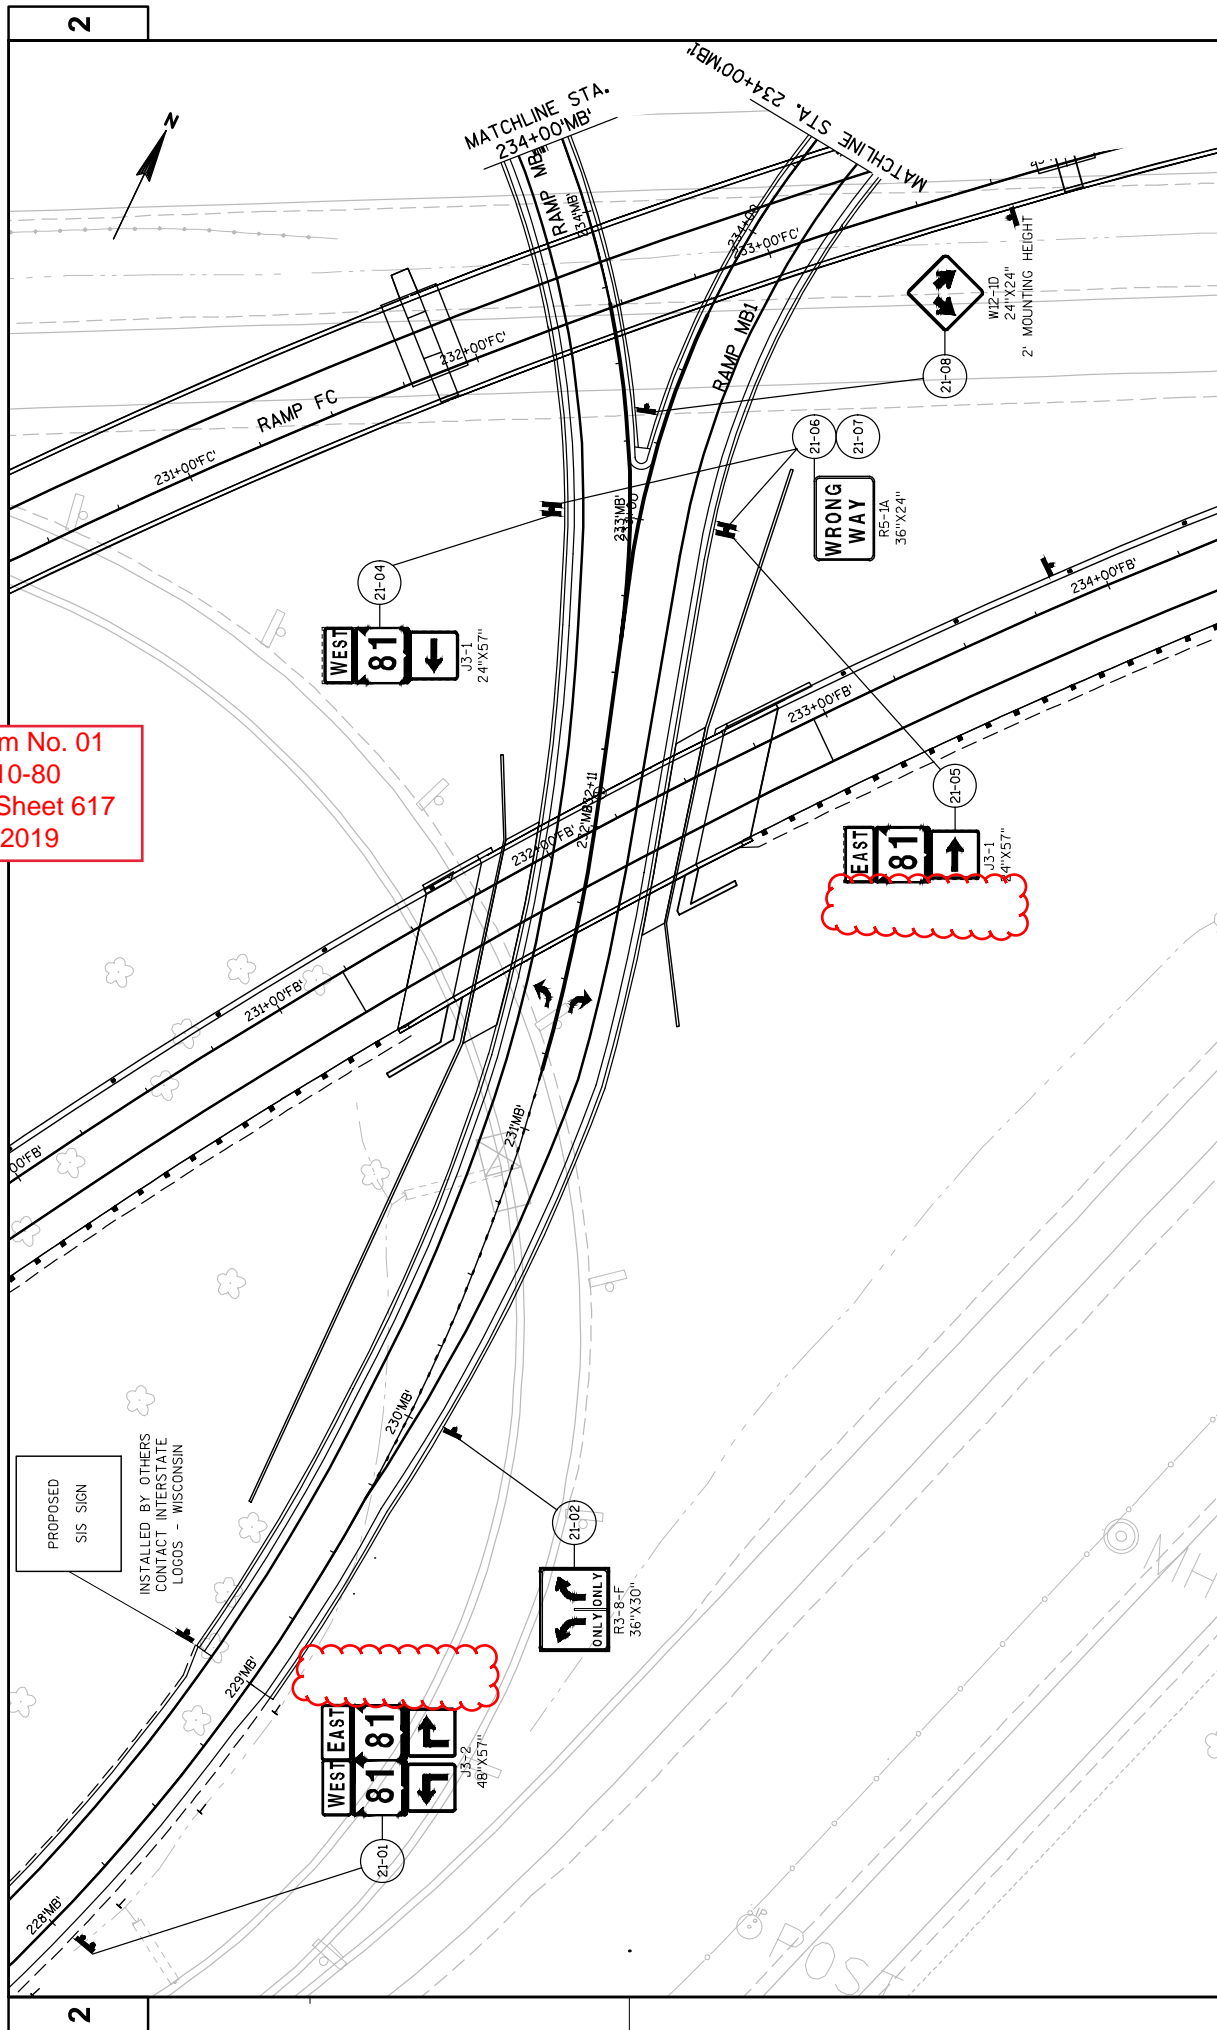 2
MATCHLINE STA.
234+00'MB'
MATCHLINE STA. 234+00'MB1'
N
RAMP MB
234'MB'
234+00
233+00'FC'
232+00'FC'
RAMP FC
231+00'FC'
RAMP MB1
W12-1D
24"X24"
2' MOUNTING HEIGHT
21-08
21-06
21-07
WRONG
WAY
R5-1A
36"X24"
233'MB'
21-04
WEST
81
J3-1
24"X57"
234+00'FB'
233+00'FB'
232+00'FB'
231+00'FB'
00'FB'
m No. 01
10-80
Sheet 617
2019
21-05
EAST
81
J3-1
24"X57"
231'MB'
230'MB'
229'MB'
228'MB'
PROPOSED
SIS SIGN
INSTALLED BY OTHERS
CONTACT INTERSTATE
LOGOS - WISCONSIN
21-02
ONLY ONLY
R3-8-F
36"X30"
WEST EAST
81 81
J3-2
48"X57"
21-01
MH
POST
2